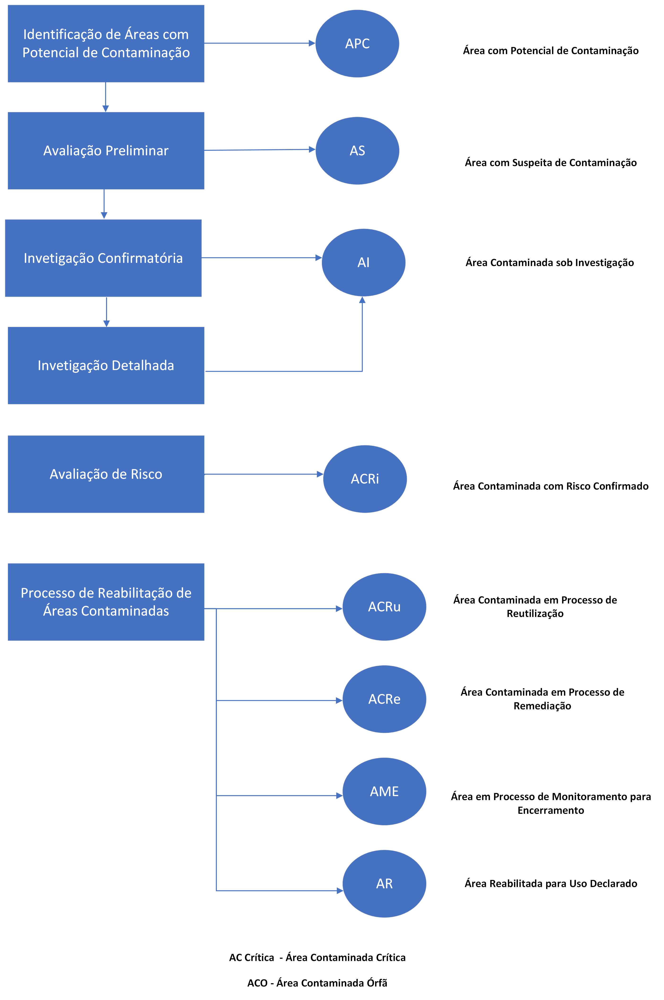 Identificação de Áreas com
Potencial de Contaminação
APC
Área com Potencial de Contaminação
Avaliação Preliminar
AS
Área com Suspeita de Contaminação
Invetigação Confirmatória
AI
Área Contaminada sob Investigação
Invetigação Detalhada
Avaliação de Risco
ACRi
Área Contaminada com Risco Confirmado
Processo de Reabilitação de
Áreas Contaminadas
ACRu
Área Contaminada em Processo de
Reutilização
ACRe
Área Contaminada em Processo de
Remediação
AME
Área em Processo de Monitoramento para
Encerramento
AR
Área Reabilitada para Uso Declarado
AC Crítica - Área Contaminada Crítica
ACO - Área Contaminada Órfã